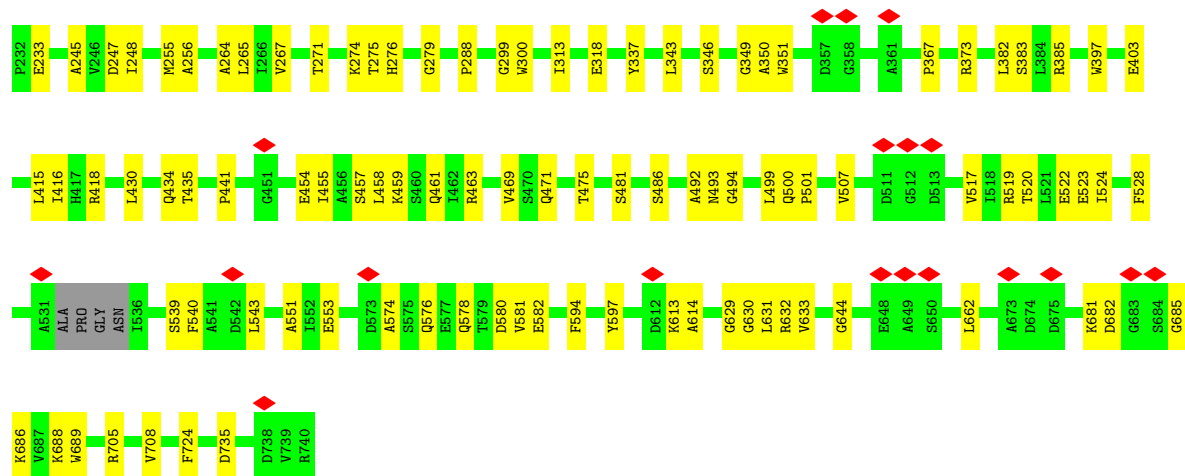 P232 E233 A245 V246 D247 I248 M255 A256 A264 L265 I266 V267 T271 K274 T275 H276 G279 P288 G299 W300 I313 E318 Y337 L343 S346 G349 A350 W351 D357 G358 A361 P367 R373 L382 S383 L384 R385 W397 E403
L415 I416 H417 R418 L430 Q434 T435 P441 G451 E454 I455 A456 S457 L458 K459 S460 Q461 I462 R463 V469 S470 Q471 T475 S481 S486 A492 N493 G494 L499 Q500 P501 V507 D511 G512 D513 V517 I518 R519 T520 L521 E522 E523 I524 F528
A531 ALA PRO GLY ASN I536 S539 F540 A541 D542 L543 A551 I552 E553 D573 A574 S575 Q576 E577 Q578 T579 D580 V581 E582 F594 Y597 D612 K613 A614 G629 G630 L631 R632 V633 G644 E648 A649 S650 L662 A673 D674 D675 K681 D682 G683 S684 G685
K686 V687 K688 W689 R705 V708 F724 D735 D738 V739 R740